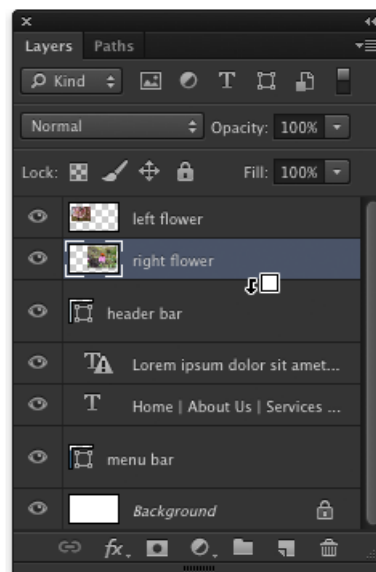 Layers Paths
Kind T
Normal Opacity: 100%
Lock: Fill: 100%
left flower
right flower
header bar
Lorem ipsum dolor sit amet...
T Home | About Us | Services ...
menu bar
Background
fx.